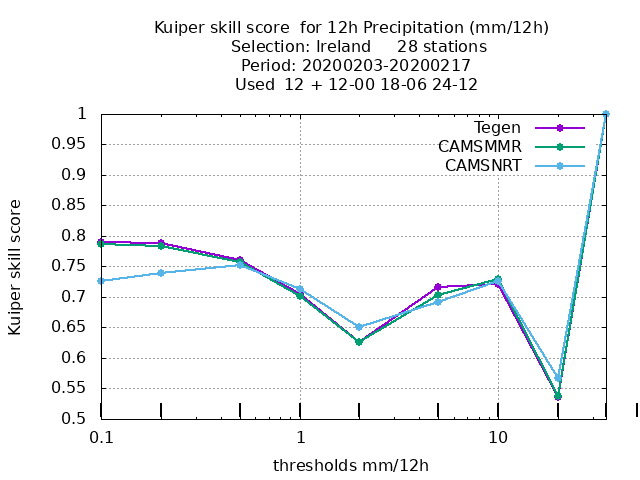 Kuiper skill score  for 12h Precipitation (mm/12h)
Selection: Ireland     28 stations
Period: 20200203-20200217
Used  12 + 12-00 18-06 24-12
Tegen
CAMSMMR
CAMSNRT
Kuiper skill score
1
0.95
0.9
0.85
0.8
0.75
0.7
0.65
0.6
0.55
0.5
0.1
1
10
thresholds mm/12h